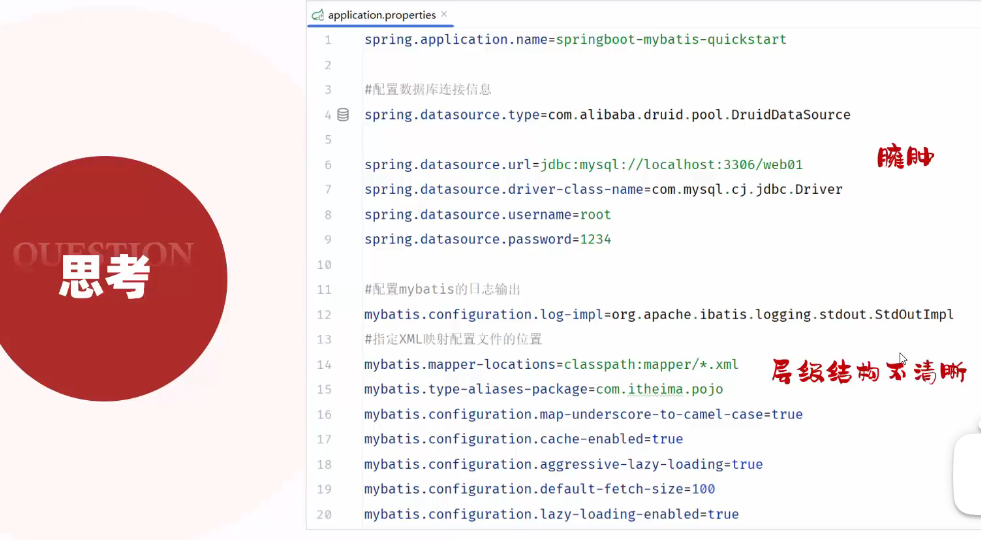 application.properties
1 spring.application.name=springboot-mybatis-quickstart
2
3 #配置数据库连接信息
4 spring.datasource.type=com.alibaba.druid.pool.DruidDataSource
5
6 spring.datasource.url=jdbc:mysql://localhost:3306/web01
臃肿
7 spring.datasource.driver-class-name=com.mysql.cj.jdbc.Driver
8 spring.datasource.username=root
9 spring.datasource.password=1234
10
11 #配置mybatis的日志输出
12 mybatis.configuration.log-impl=org.apache.ibatis.logging.stdout.StdOutImpl
13 #指定XML映射配置文件的位置
14 mybatis.mapper-locations=classpath:mapper/*.xml
层级结构不清晰
15 mybatis.type-aliases-package=com.itheima.pojo
16 mybatis.configuration.map-underscore-to-camel-case=true
17 mybatis.configuration.cache-enabled=true
18 mybatis.configuration.aggressive-lazy-loading=true
19 mybatis.configuration.default-fetch-size=100
20 mybatis.configuration.lazy-loading-enabled=true
QUESTION
思考